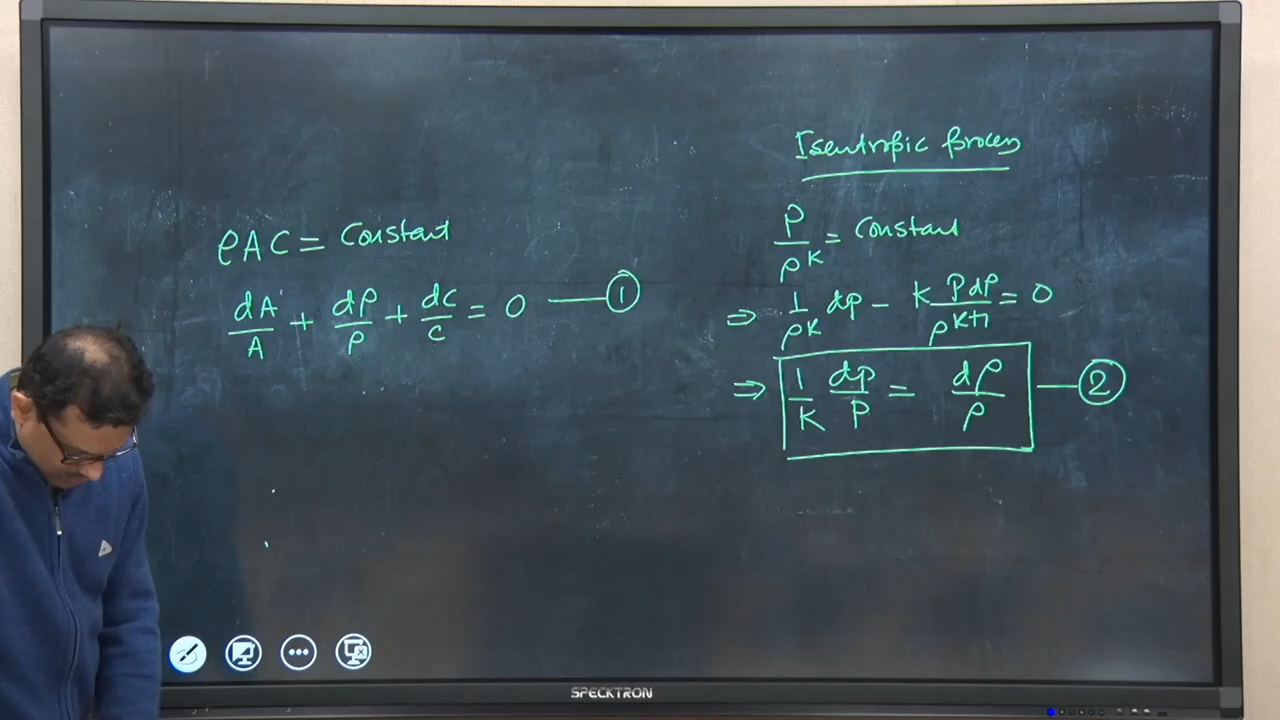 ρAC = Constant
dA/A + dρ/ρ + dC/C = 0 — ①
Isentropic process
P/ρ^K = Constant
⇒ 1/ρ^K dp − K P dρ/ρ^(K+1) = 0
⇒ 1/K dp/P = dρ/ρ — ②
SPECKTRON